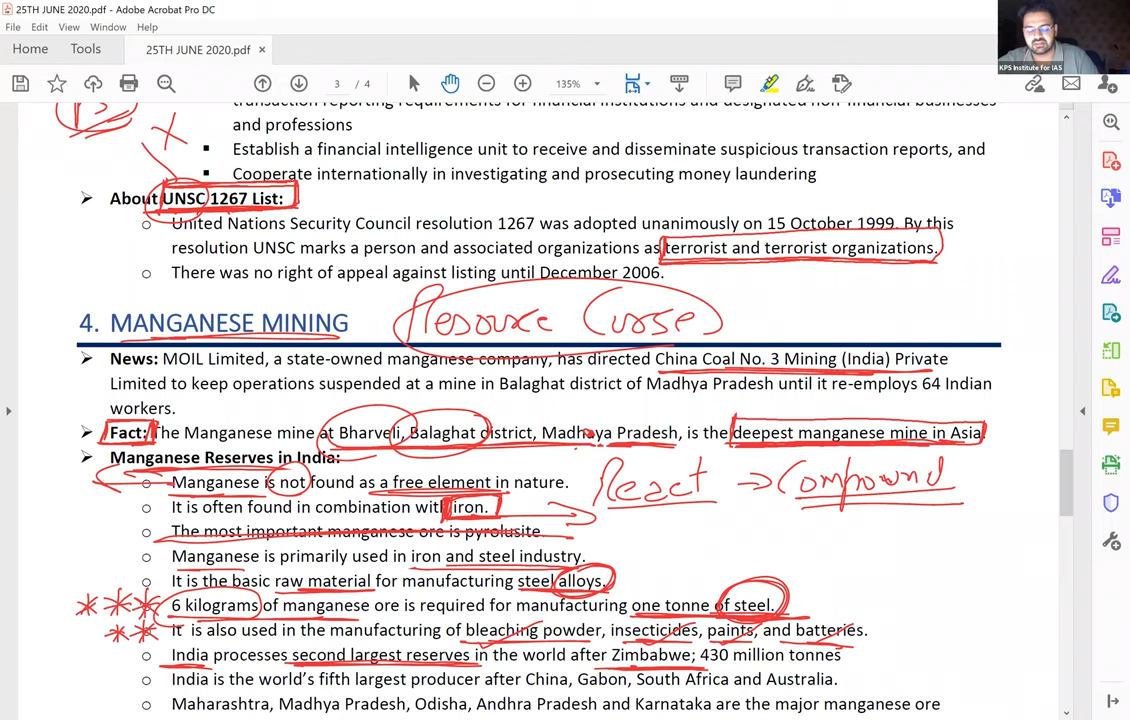 25TH JUNE 2020.pdf - Adobe Acrobat Pro DC
File Edit View Window Help
Home Tools 25TH JUNE 2020.pdf ×
3 / 4 135%
KPS Institute for IAS
transaction reporting requirements for financial institutions and designated non-financial businesses
and professions
▪ Establish a financial intelligence unit to receive and disseminate suspicious transaction reports, and
▪ Cooperate internationally in investigating and prosecuting money laundering
➢ About UNSC 1267 List:
o United Nations Security Council resolution 1267 was adopted unanimously on 15 October 1999. By this
resolution UNSC marks a person and associated organizations as terrorist and terrorist organizations.
o There was no right of appeal against listing until December 2006.
4. MANGANESE MINING Resource Curse
➢ News: MOIL Limited, a state-owned manganese company, has directed China Coal No. 3 Mining (India) Private
Limited to keep operations suspended at a mine in Balaghat district of Madhya Pradesh until it re-employs 64 Indian
workers.
➢ Fact: The Manganese mine at Bharveli, Balaghat district, Madhaya Pradesh, is the deepest manganese mine in Asia.
➢ Manganese Reserves in India:
o Manganese is not found as a free element in nature.
React → Compound
o It is often found in combination with iron.
o The most important manganese ore is pyrolusite.
o Manganese is primarily used in iron and steel industry.
o It is the basic raw material for manufacturing steel alloys.
o 6 kilograms of manganese ore is required for manufacturing one tonne of steel.
o It is also used in the manufacturing of bleaching powder, insecticides, paints, and batteries.
o India processes second largest reserves in the world after Zimbabwe; 430 million tonnes
o India is the world's fifth largest producer after China, Gabon, South Africa and Australia.
o Maharashtra, Madhya Pradesh, Odisha, Andhra Pradesh and Karnataka are the major manganese ore